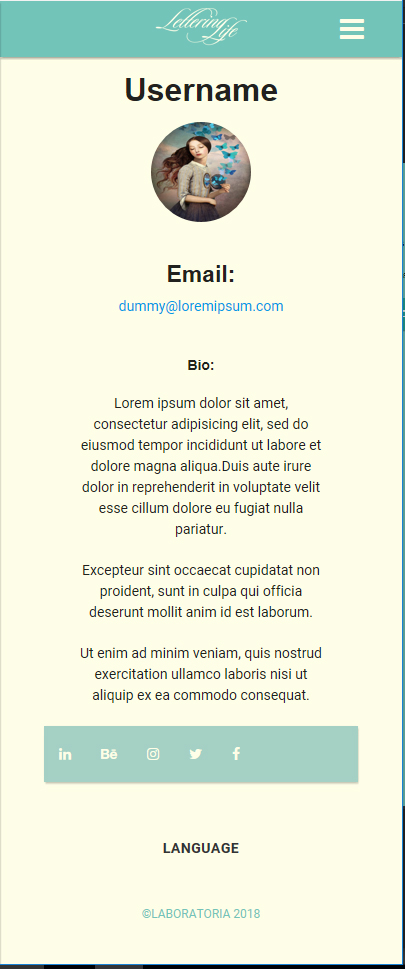 Lettering
Life
Username
Email:
dummy@loremipsum.com
Bio:
Lorem ipsum dolor sit amet,
consectetur adipisicing elit, sed do
eiusmod tempor incididunt ut labore et
dolore magna aliqua.Duis aute irure
dolor in reprehenderit in voluptate velit
esse cillum dolore eu fugiat nulla
pariatur.
Excepteur sint occaecat cupidatat non
proident, sunt in culpa qui officia
deserunt mollit anim id est laborum.
Ut enim ad minim veniam, quis nostrud
exercitation ullamco laboris nisi ut
aliquip ex ea commodo consequat.
in Bē f
LANGUAGE
©LABORATORIA 2018